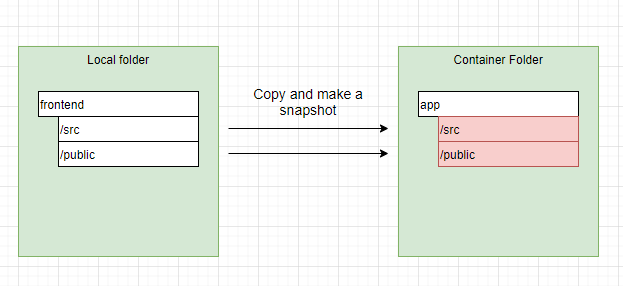 Local folder
frontend
/src
/public
Copy and make a
snapshot
Container Folder
app
/src
/public